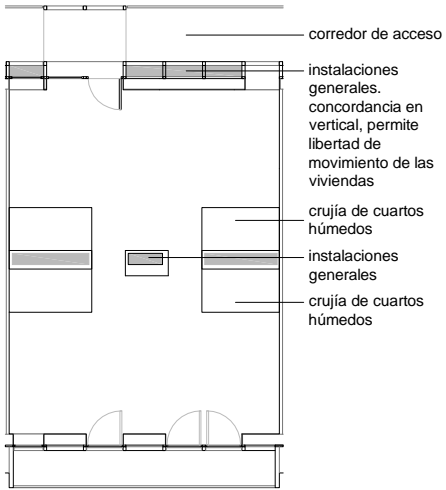 corredor de acceso
instalaciones
generales.
concordancia en
vertical, permite
libertad de
movimiento de las
viviendas
crujía de cuartos
húmedos
instalaciones
generales
crujía de cuartos
húmedos